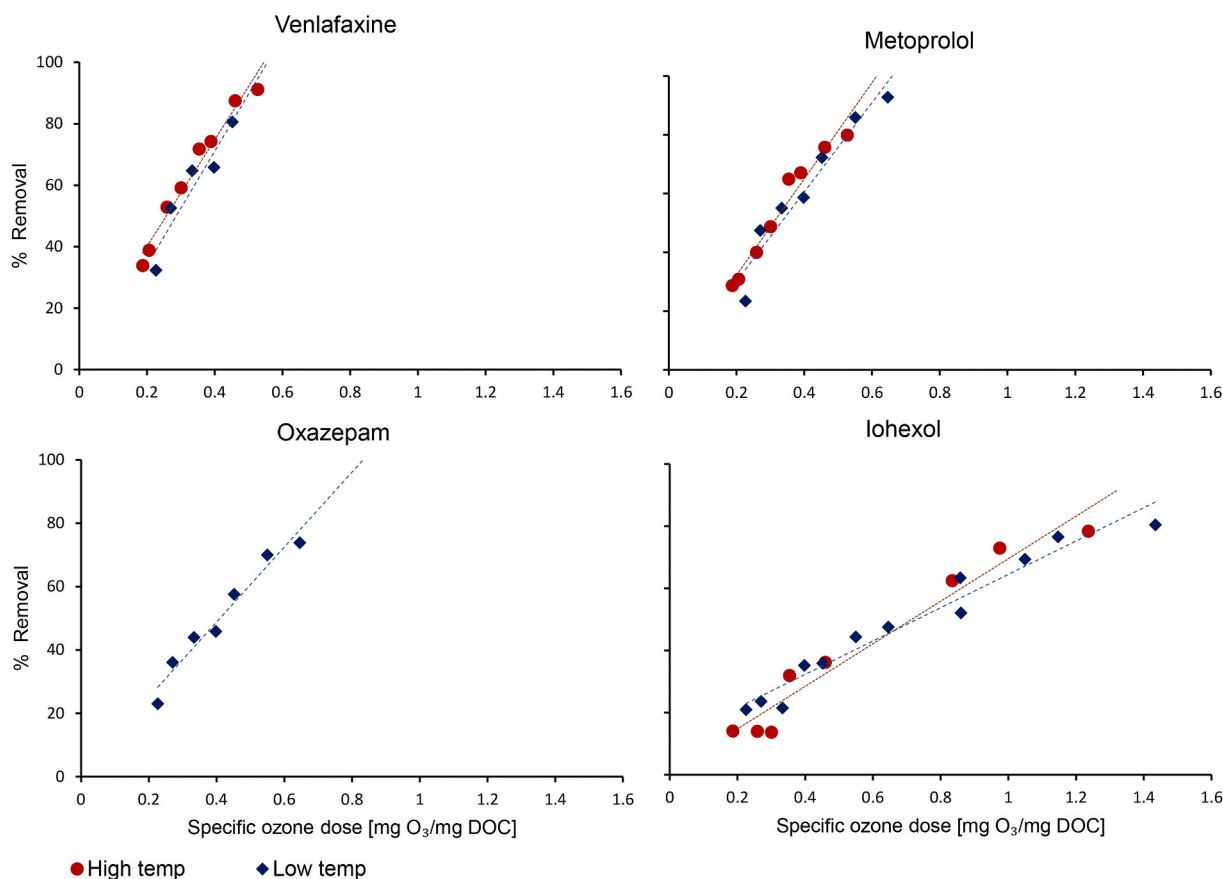 Venlafaxine
100
80
60
40
20
0
% Removal
0 0.2 0.4 0.6 0.8 1 1.2 1.4 1.6
Metoprolol
0 0.2 0.4 0.6 0.8 1 1.2 1.4 1.6
Oxazepam
100
80
60
40
20
0
% Removal
0 0.2 0.4 0.6 0.8 1 1.2 1.4 1.6
Specific ozone dose [mg O₃/mg DOC]
Iohexol
0 0.2 0.4 0.6 0.8 1 1.2 1.4 1.6
Specific ozone dose [mg O₃/mg DOC]
High temp Low temp